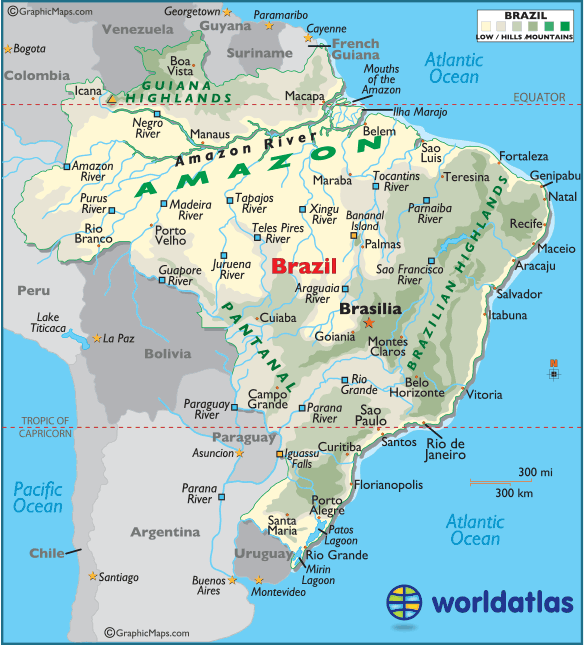 ©GraphicMaps.com
Georgetown
Paramaribo
Cayenne
Venezuela
Guyana
Suriname
French
Guiana
BRAZIL
LOW / HILLS / MOUNTAINS
Bogota
Colombia
Boa
Vista
GUIANA
HIGHLANDS
Icana
Macapa
Mouths
of the
Amazon
Atlantic
Ocean
EQUATOR
Ilha Marajo
Negro
River
Manaus
Amazon River
Belem
AMAZON
Sao
Luis
Fortaleza
Amazon
River
Maraba
Tocantins
River
Teresina
Genipabu
Natal
Purus
River
Madeira
River
Tabajos
River
Xingu
River
Bananal
Island
Parnaiba
River
Recife
Rio
Branco
Porto
Velho
Teles Pires
River
Palmas
Maceio
Guapore
River
Juruena
River
Brazil
Sao Francisco
River
Aracaju
BRAZILIAN HIGHLANDS
Peru
Araguaia
River
Salvador
Lake
Titicaca
La Paz
PANTANAL
Cuiaba
Brasilia
Itabuna
Bolivia
Goiania
Montes
Claros
N
Campo
Grande
Rio
Grande
Belo
Horizonte
Vitoria
Paraguay
River
Parana
River
Sao
Paulo
TROPIC OF
CAPRICORN
Paraguay
Santos
Rio de
Janeiro
Asuncion
Iguassu
Falls
Curitiba
Pacific
Ocean
Parana
River
Florianopolis
300 mi
300 km
Porto
Alegre
Santa
Maria
Patos
Lagoon
Atlantic
Ocean
Argentina
Chile
Uruguay
Rio Grande
Mirin
Lagoon
Santiago
Buenos
Aires
Montevideo
worldatlas
©GraphicMaps.com